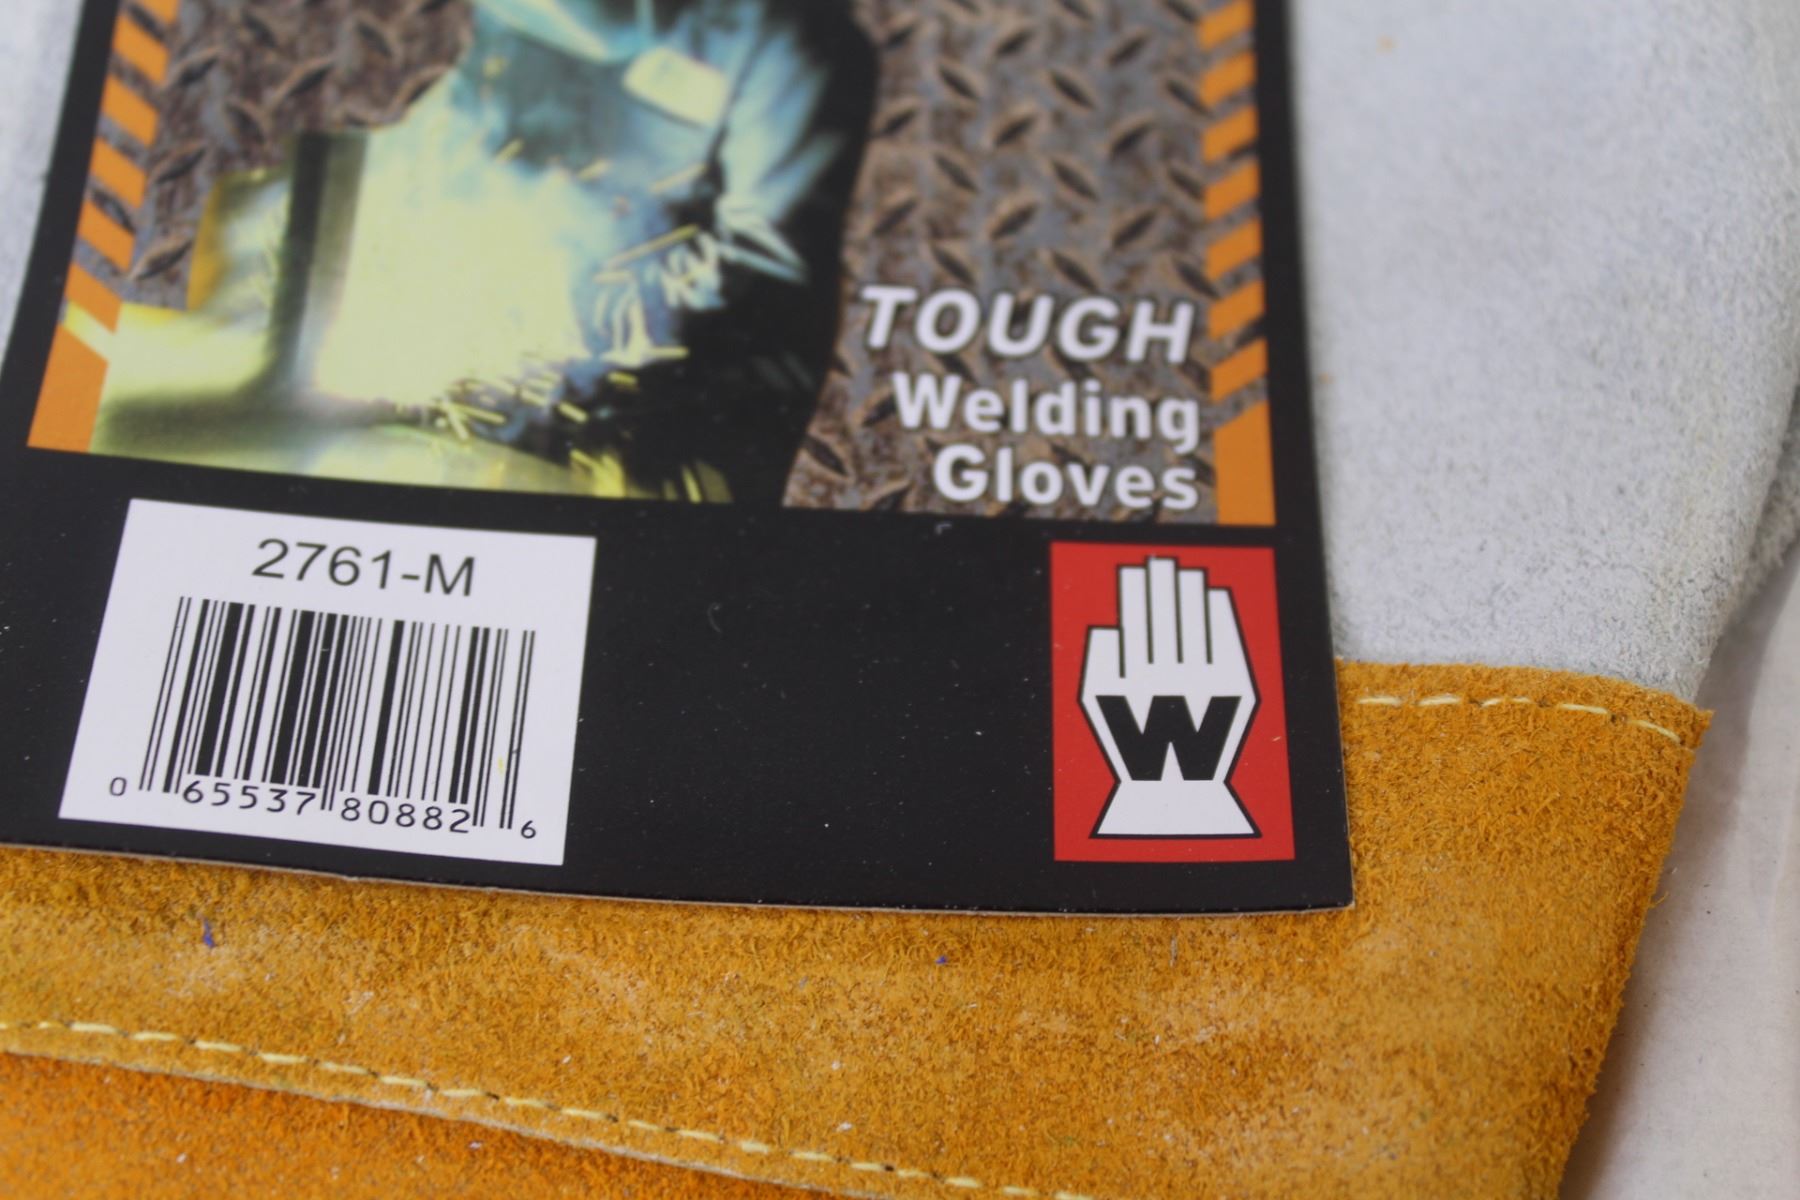 TOUGH
Welding
Gloves
2761-M
0 65537 80882 6
W